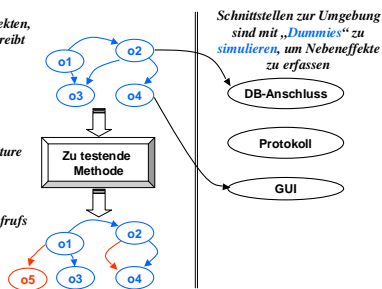 ekten,
reibt
o1
o2
o3
o4
ture
Zu testende
Methode
frufs
o1
o2
o5
o3
o4
Schnittstellen zur Umgebung
sind mit „Dummies“ zu
simulieren, um Nebeneffekte
zu erfassen
DB-Anschluss
Protokoll
GUI